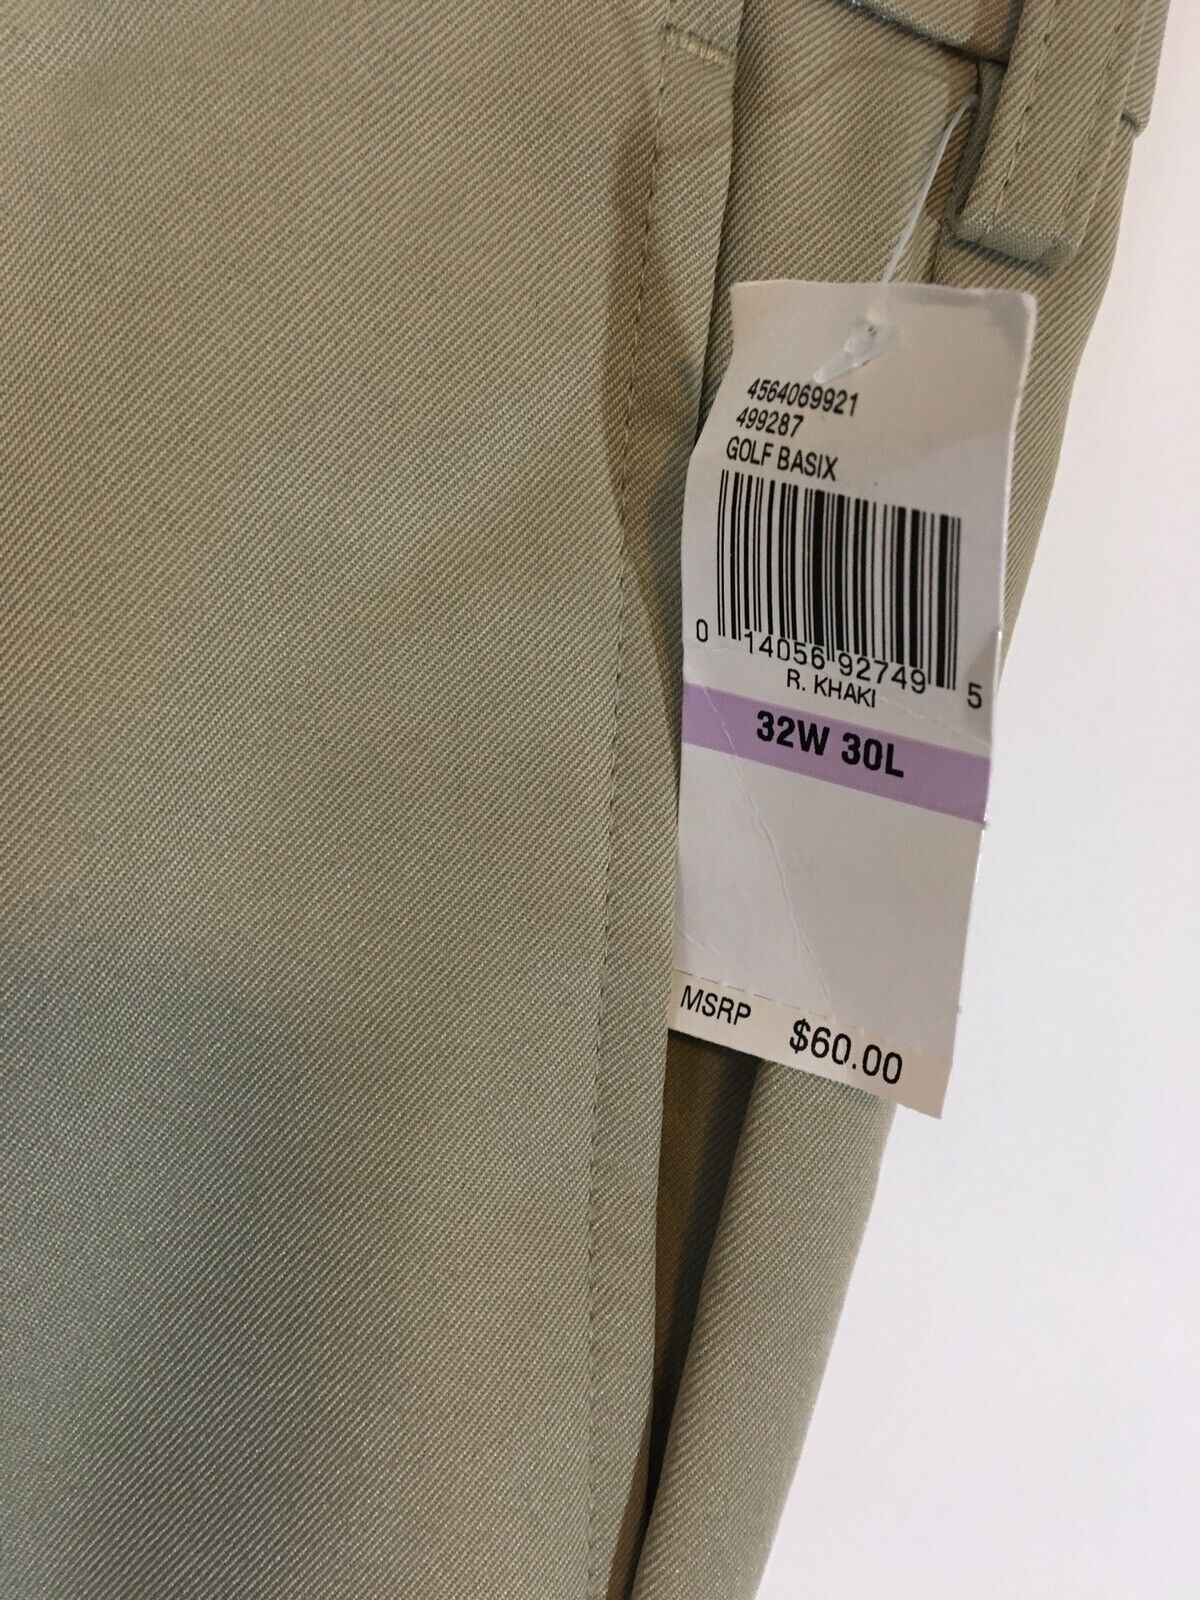 4564069921
499287
GOLF BASIX
0 14056 92749 5
R. KHAKI
32W 30L
MSRP $60.00